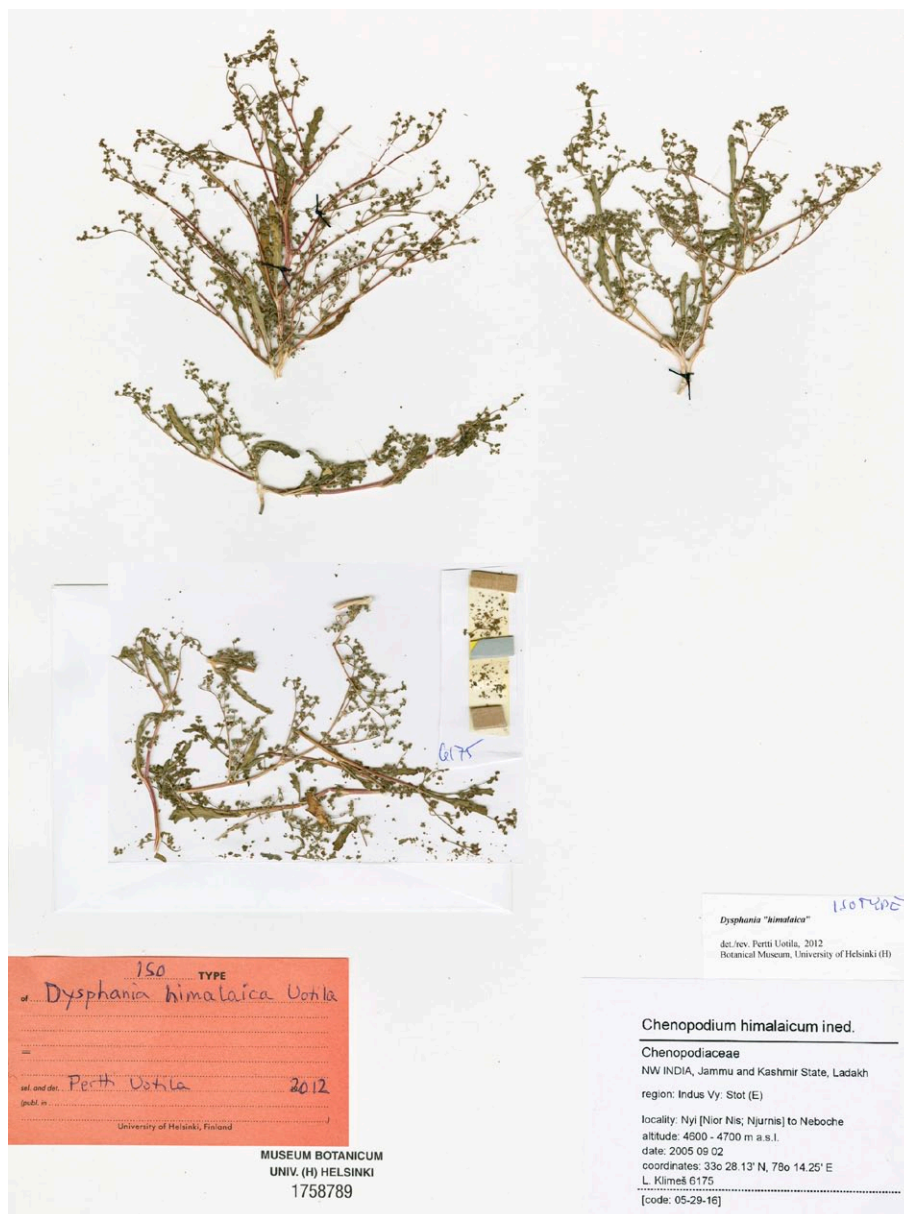 6175
ISOTYPE
Dysphania "himalaica"
det./rev. Pertti Uotila, 2012
Botanical Museum, University of Helsinki (H)
ISO TYPE
of Dysphania himalaica Uotila
=
sel. and det. Pertti Uotila 2012
(publ. in )
University of Helsinki, Finland
MUSEUM BOTANICUM
UNIV. (H) HELSINKI
1758789
Chenopodium himalaicum ined.
Chenopodiaceae
NW INDIA, Jammu and Kashmir State, Ladakh
region: Indus Vy: Stot (E)
locality: Nyi [Nior Nis; Njurnis] to Neboche
altitude: 4600 - 4700 m a.s.l.
date: 2005 09 02
coordinates: 33o 28.13' N, 78o 14.25' E
L. Klimeš 6175
[code: 05-29-16]